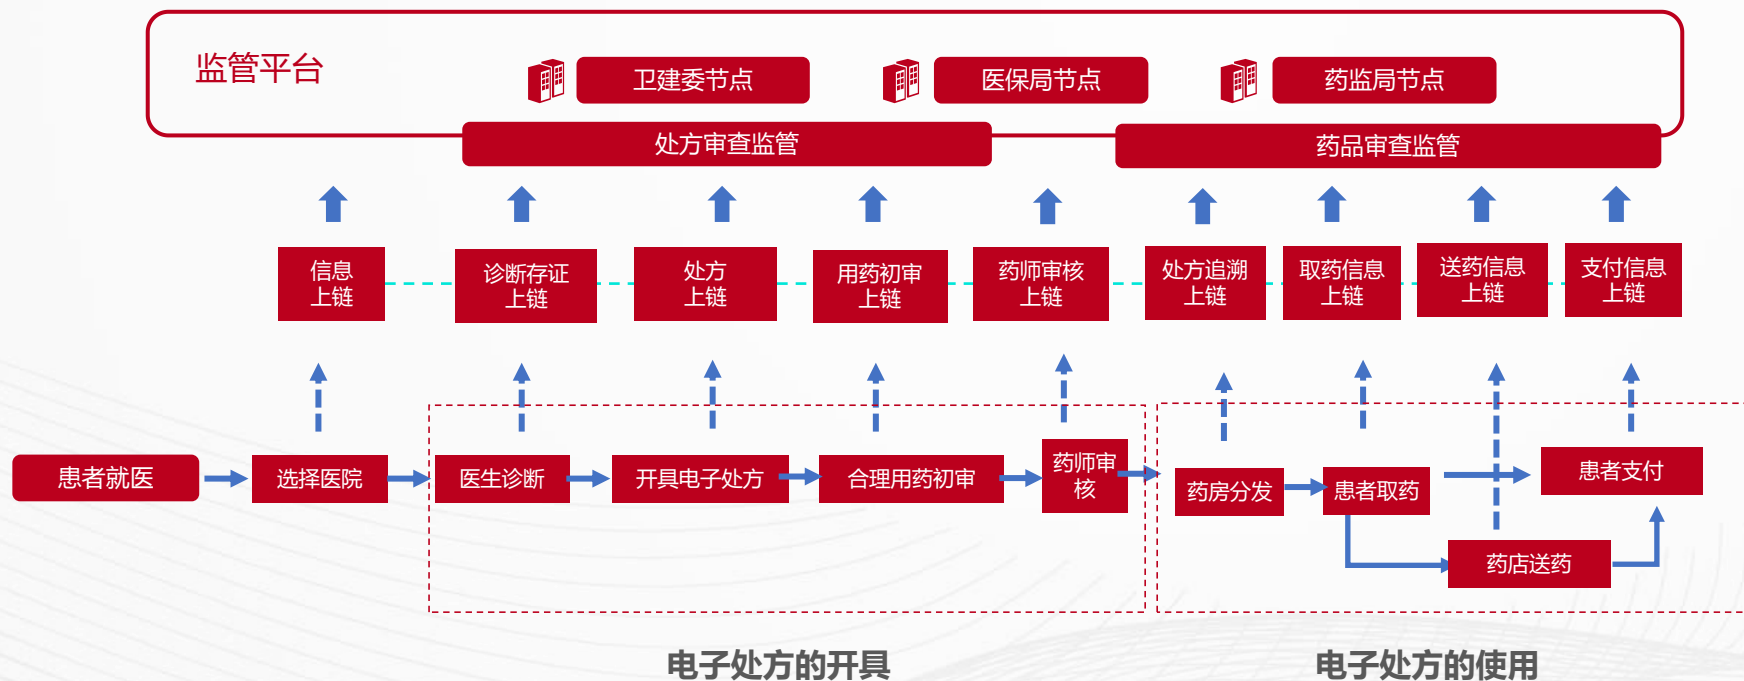 监管平台
卫建委节点
医保局节点
药监局节点
处方审查监管
药品审查监管
信息
上链
诊断存证
上链
处方
上链
用药初审
上链
药师审核
上链
处方追溯
上链
取药信息
上链
送药信息
上链
支付信息
上链
患者就医
选择医院
医生诊断
开具电子处方
合理用药初审
药师审
核
药房分发
患者取药
患者支付
药店送药
电子处方的开具
电子处方的使用